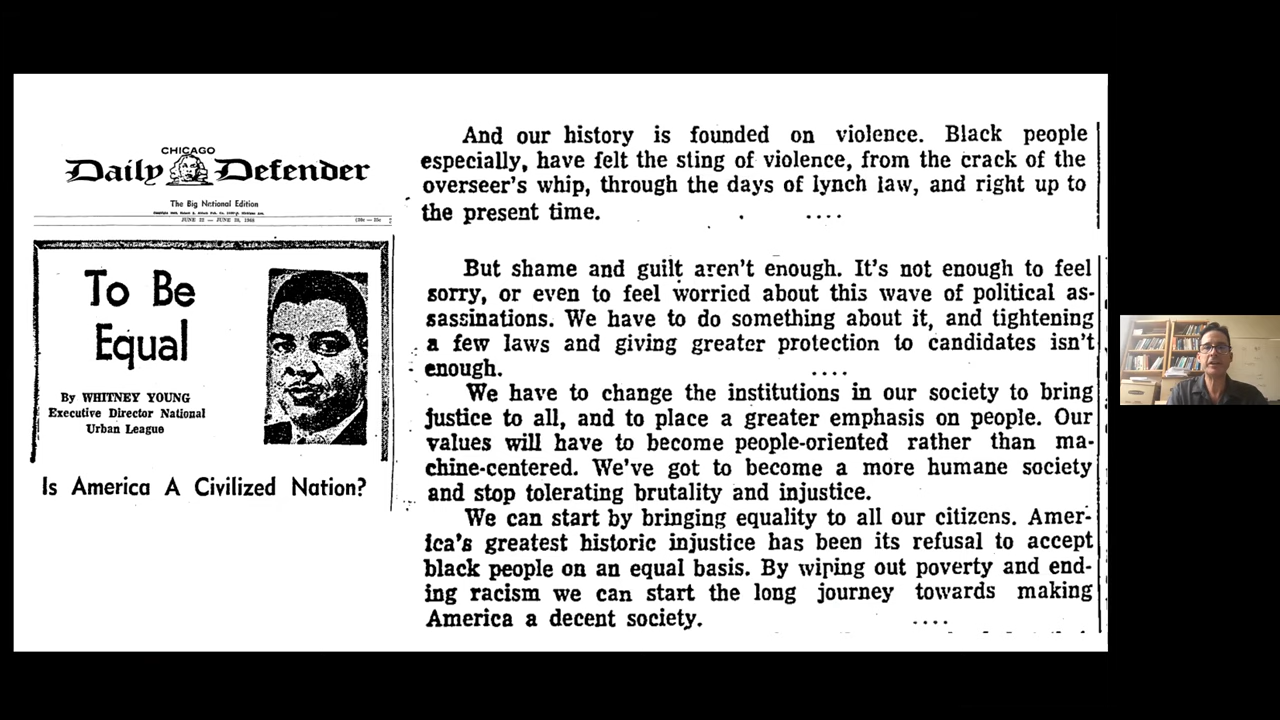 CHICAGO
Daily Defender
The Big National Edition
JUNE 22 — JUNE 28, 1968
To Be
Equal
By WHITNEY YOUNG
Executive Director National
Urban League
Is America A Civilized Nation?
And our history is founded on violence. Black people
especially, have felt the sting of violence, from the crack of the
overseer's whip, through the days of lynch law, and right up to
the present time. ....
But shame and guilt aren't enough. It's not enough to feel
sorry, or even to feel worried about this wave of political as-
sassinations. We have to do something about it, and tightening
a few laws and giving greater protection to candidates isn't
enough. ....
We have to change the institutions in our society to bring
justice to all, and to place a greater emphasis on people. Our
values will have to become people-oriented rather than ma-
chine-centered. We've got to become a more humane society
and stop tolerating brutality and injustice.
We can start by bringing equality to all our citizens. Amer-
ica's greatest historic injustice has been its refusal to accept
black people on an equal basis. By wiping out poverty and end-
ing racism we can start the long journey towards making
America a decent society. ....